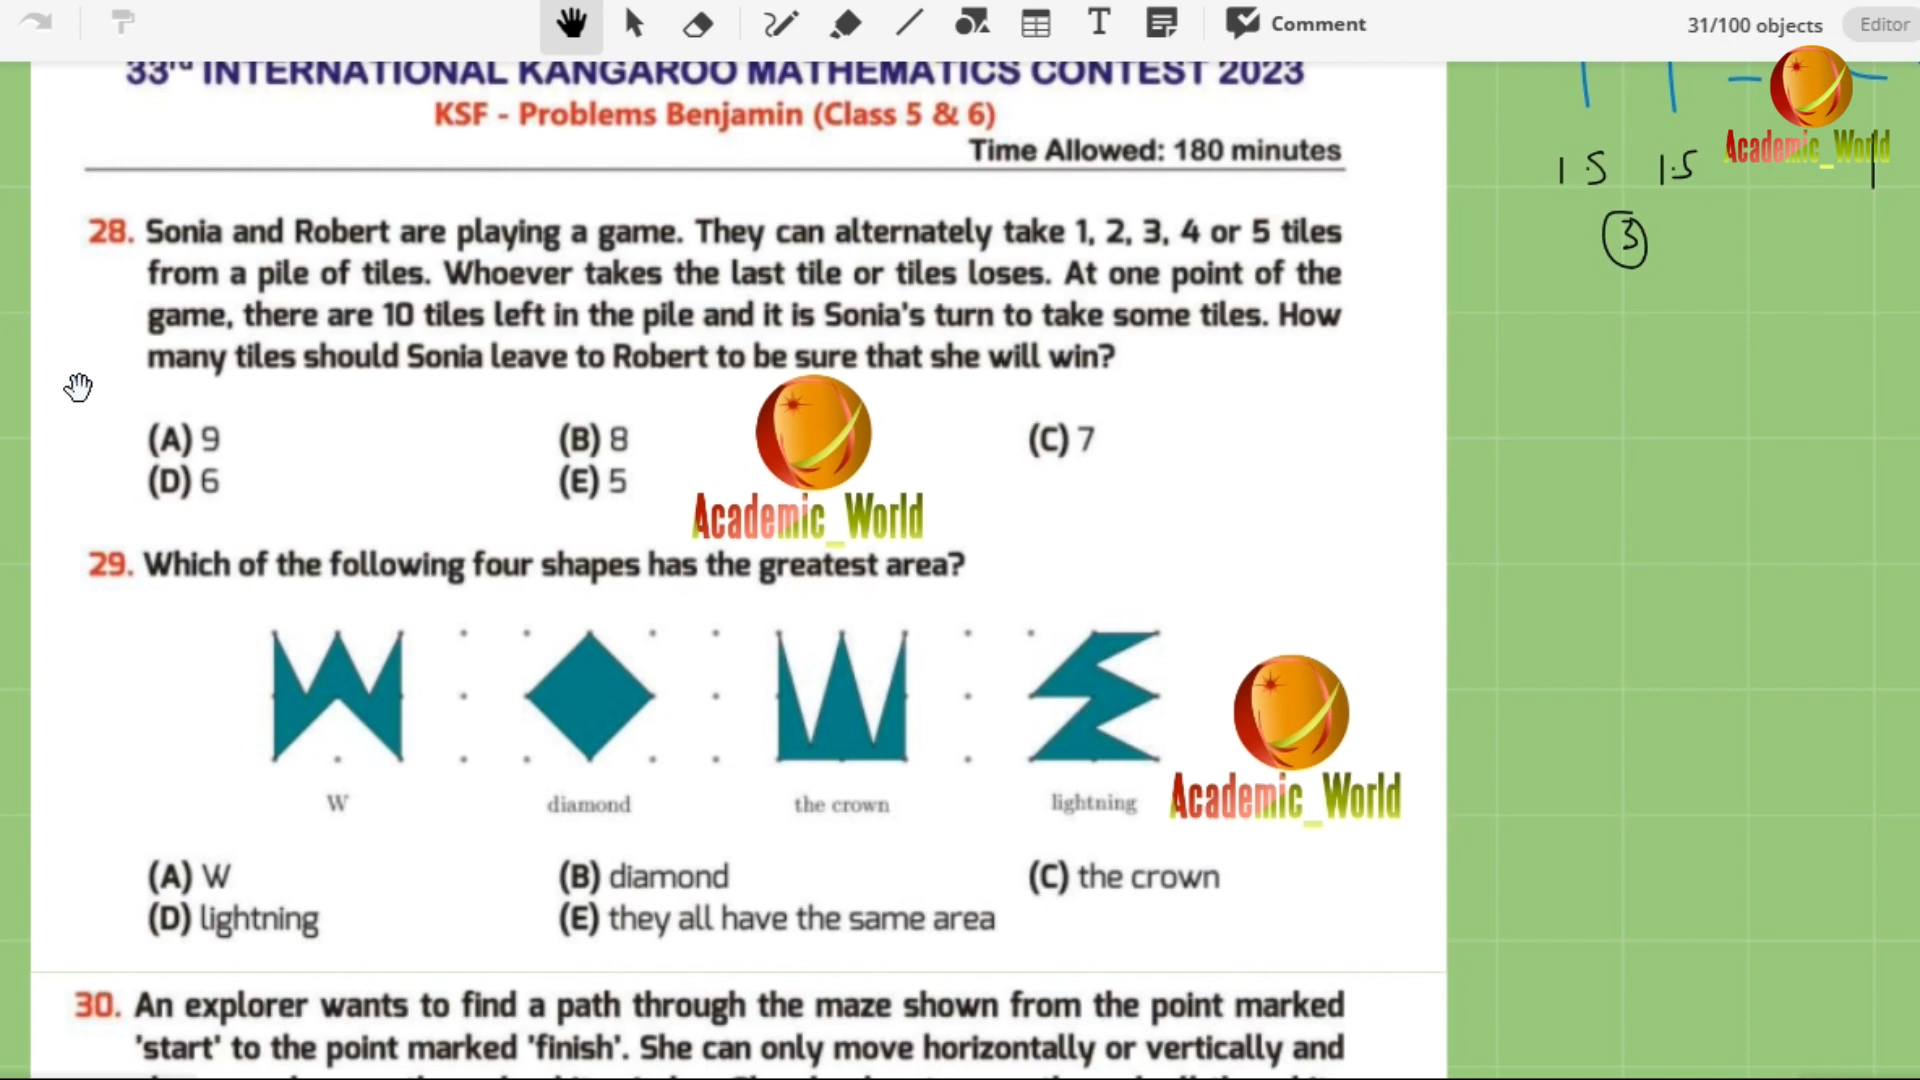 Comment
31/100 objects
Editor
33rd INTERNATIONAL KANGAROO MATHEMATICS CONTEST 2023
KSF - Problems Benjamin (Class 5 & 6)
Time Allowed: 180 minutes
Academic_World
1.5 1.5
3
28. Sonia and Robert are playing a game. They can alternately take 1, 2, 3, 4 or 5 tiles
from a pile of tiles. Whoever takes the last tile or tiles loses. At one point of the
game, there are 10 tiles left in the pile and it is Sonia's turn to take some tiles. How
many tiles should Sonia leave to Robert to be sure that she will win?
(A) 9 (B) 8 (C) 7
(D) 6 (E) 5
Academic_World
29. Which of the following four shapes has the greatest area?
W diamond the crown lightning
Academic_World
(A) W (B) diamond (C) the crown
(D) lightning (E) they all have the same area
30. An explorer wants to find a path through the maze shown from the point marked
'start' to the point marked 'finish'. She can only move horizontally or vertically and